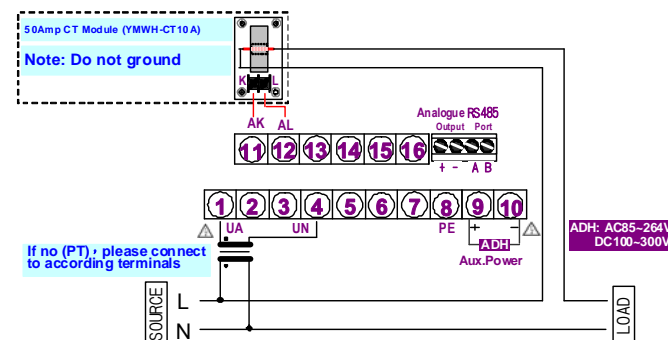 50Amp CT Module (YMWH-CT10A)
Note: Do not ground
K L
AK AL
Analogue RS485
Output Port
11 12 13 14 15 16
+ - A B
1 2 3 4 5 6 7 8 9 10
UA UN PE + -
ADH
Aux.Power
ADH: AC85~264V
DC100~300V
If no (PT), please connect
to according terminals
SOURCE
L
N
LOAD